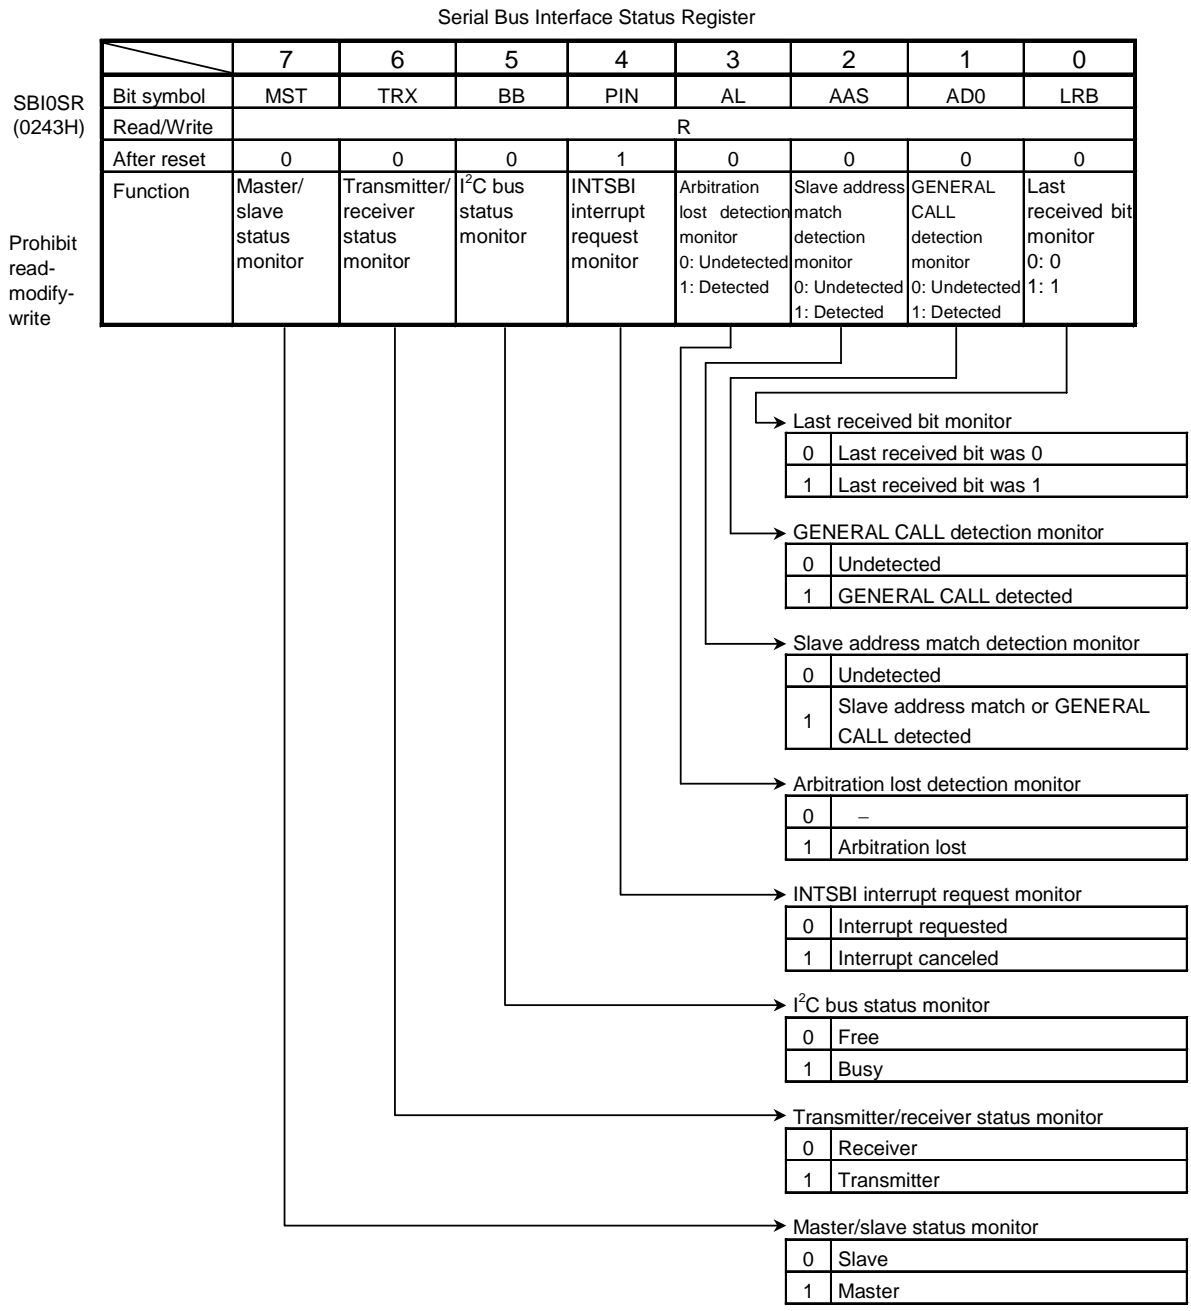 Serial Bus Interface Status Register
7 6 5 4 3 2 1 0
SBI0SR
(0243H)
Bit symbol MST TRX BB PIN AL AAS AD0 LRB
Read/Write R
After reset 0 0 0 1 0 0 0 0
Prohibit
read-
modify-
write
Function
Master/
slave
status
monitor
Transmitter/
receiver
status
monitor
I²C bus
status
monitor
INTSBI
interrupt
request
monitor
Arbitration
lost detection
monitor
0: Undetected
1: Detected
Slave address
match
detection
monitor
0: Undetected
1: Detected
GENERAL
CALL
detection
monitor
0: Undetected
1: Detected
Last
received bit
monitor
0: 0
1: 1
Last received bit monitor
0 Last received bit was 0
1 Last received bit was 1
GENERAL CALL detection monitor
0 Undetected
1 GENERAL CALL detected
Slave address match detection monitor
0 Undetected
1 Slave address match or GENERAL
CALL detected
Arbitration lost detection monitor
0 –
1 Arbitration lost
INTSBI interrupt request monitor
0 Interrupt requested
1 Interrupt canceled
I²C bus status monitor
0 Free
1 Busy
Transmitter/receiver status monitor
0 Receiver
1 Transmitter
Master/slave status monitor
0 Slave
1 Master